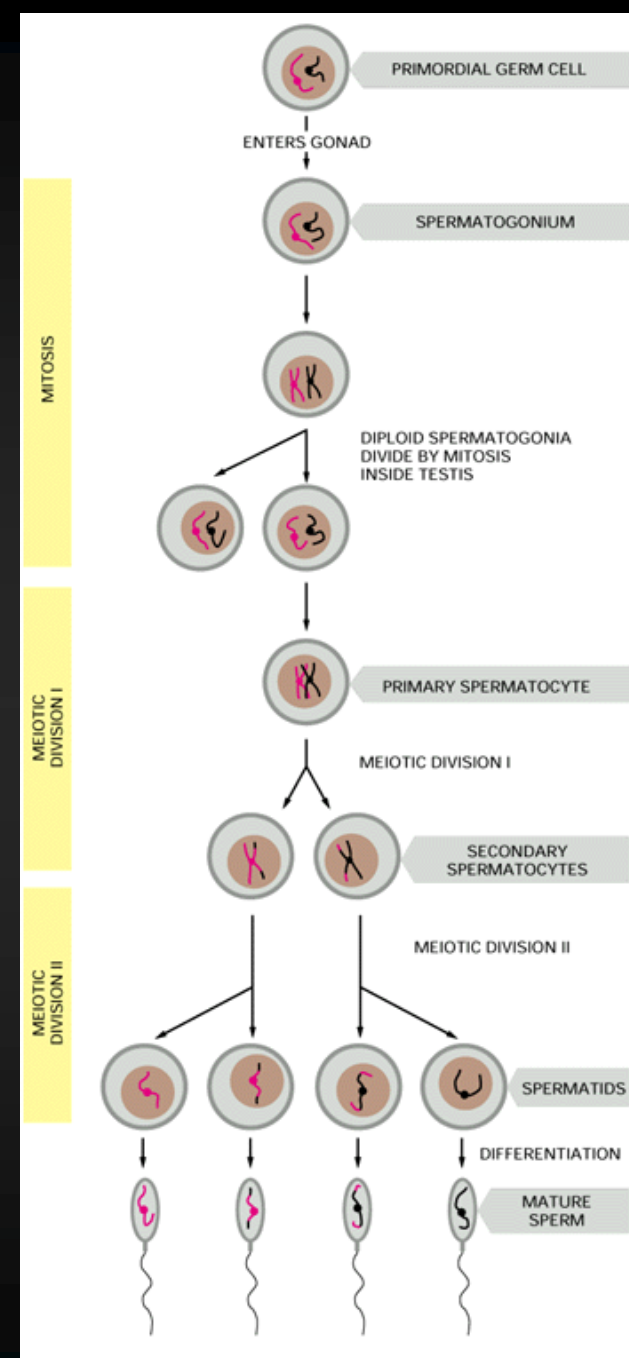 PRIMORDIAL GERM CELL
ENTERS GONAD
SPERMATOGONIUM
MITOSIS
DIPLOID SPERMATOGONIA
DIVIDE BY MITOSIS
INSIDE TESTIS
MEIOTIC
DIVISION I
PRIMARY SPERMATOCYTE
MEIOTIC DIVISION I
SECONDARY
SPERMATOCYTES
MEIOTIC
DIVISION II
MEIOTIC DIVISION II
SPERMATIDS
DIFFERENTIATION
MATURE
SPERM